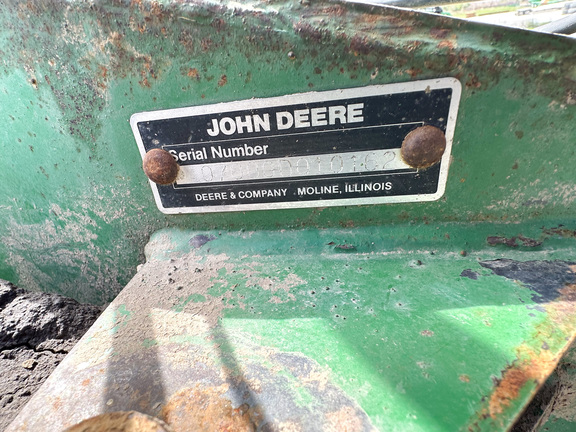 JOHN DEERE
Serial Number
DEERE & COMPANY MOLINE, ILLINOIS